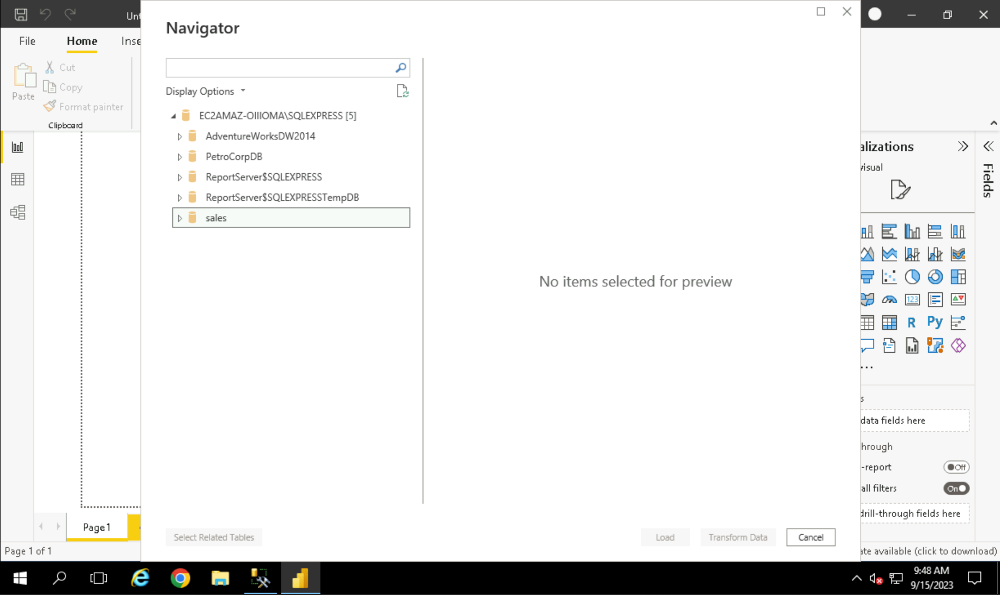 Unt
File
Home
Inse
Paste
Cut
Copy
Format painter
Clipboard
Navigator
Display Options
EC2AMAZ-OIIIOMA\SQLEXPRESS [5]
AdventureWorksDW2014
PetroCorpDB
ReportServer$SQLEXPRESS
ReportServer$SQLEXPRESSTempDB
sales
No items selected for preview
Select Related Tables
Load
Transform Data
Cancel
alizations
visual
Fields
123
R
Py
s
data fields here
hrough
-report
Off
all filters
On
drill-through fields here
Page 1
Page 1 of 1
ate available (click to download)
9:48 AM
9/15/2023